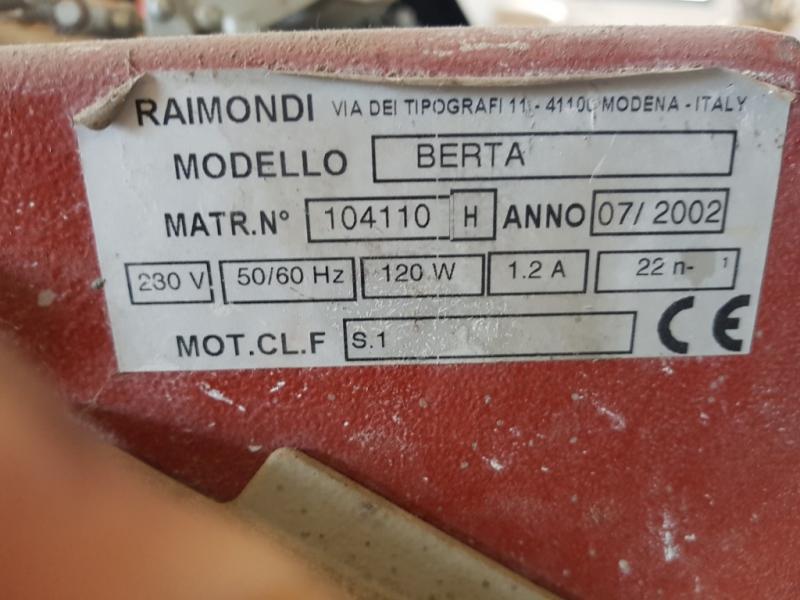 RAIMONDI VIA DEI TIPOGRAFI 11 - 41100 MODENA - ITALY
MODELLO BERTA
MATR.N° 104110 H ANNO 07/2002
230 V 50/60 Hz 120 W 1.2 A 22 n- 1
MOT.CL.F S.1 CE